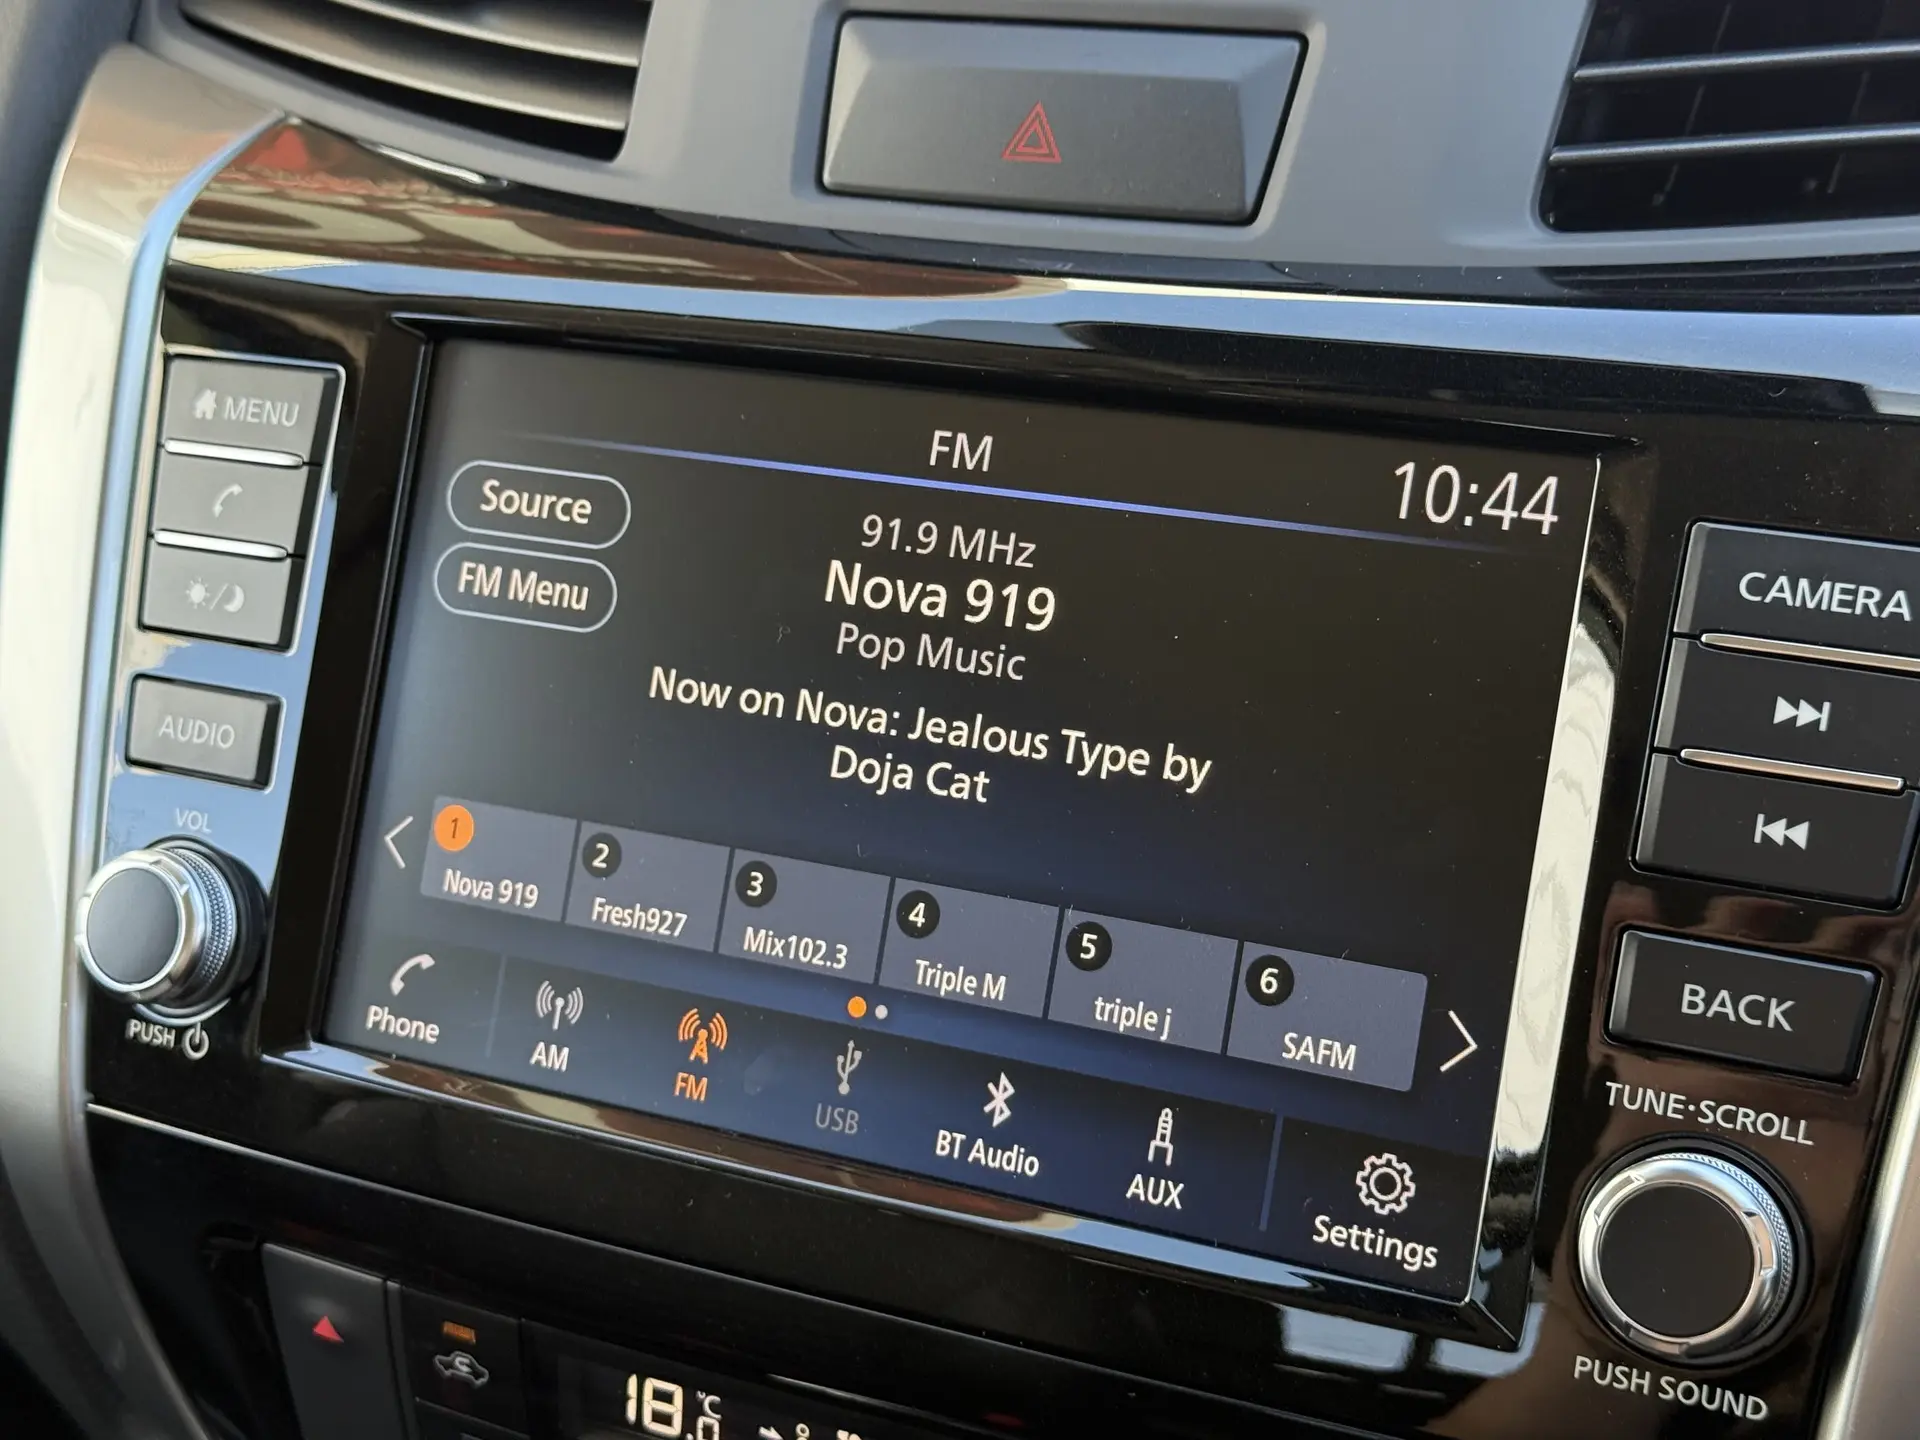 MENU
AUDIO
VOL
PUSH
FM
10:44
Source
FM Menu
91.9 MHz
Nova 919
Pop Music
Now on Nova: Jealous Type by
Doja Cat
1
Nova 919
2
Fresh927
3
Mix102.3
4
Triple M
5
triple j
6
SAFM
Phone
AM
FM
USB
BT Audio
AUX
Settings
CAMERA
BACK
TUNE·SCROLL
PUSH SOUND
18.0°C